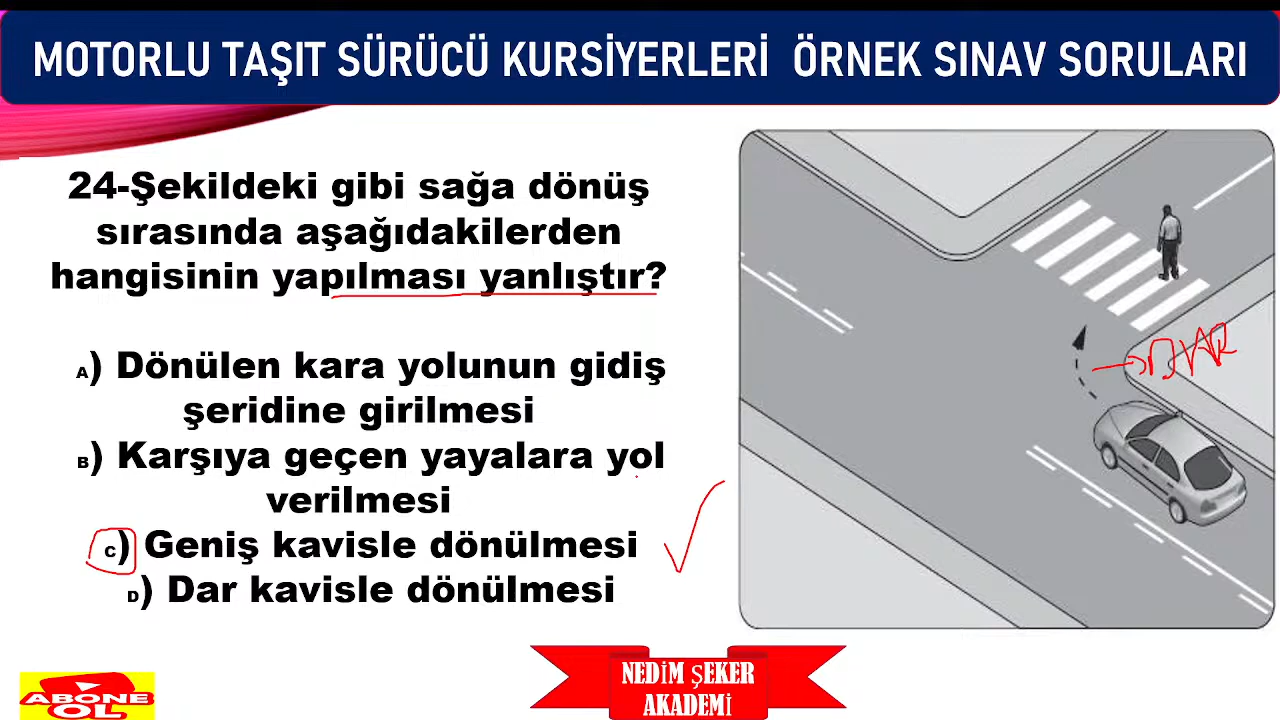 MOTORLU TAŞIT SÜRÜCÜ KURSİYERLERİ ÖRNEK SINAV SORULARI
24-Şekildeki gibi sağa dönüş
sırasında aşağıdakilerden
hangisinin yapılması yanlıştır?
A) Dönülen kara yolunun gidiş
şeridine girilmesi
B) Karşıya geçen yayalara yol
verilmesi
C) Geniş kavisle dönülmesi
D) Dar kavisle dönülmesi
DAR
NEDİM ŞEKER
AKADEMİ
ABONE
OL